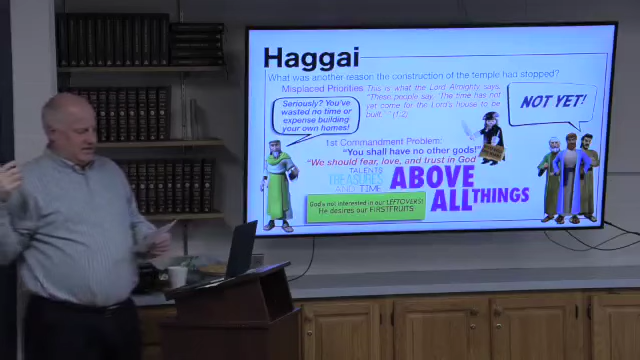 Haggai
What was another reason the construction of the temple had stopped?
Misplaced Priorities This is what the Lord Almighty says,
"These people say, 'The time has not
yet come for the Lord's house to be
built.'" (1:2)
Seriously? You've
wasted no time or
expense building
your own homes!
NOT YET!
1st Commandment Problem:
"You shall have no other gods!"
"We should fear, love, and trust in God
TALENTS
TREASURES
AND TIME
ABOVE
ALL THINGS
God is not interested in our LEFTOVERS!
He desires our FIRSTFRUITS